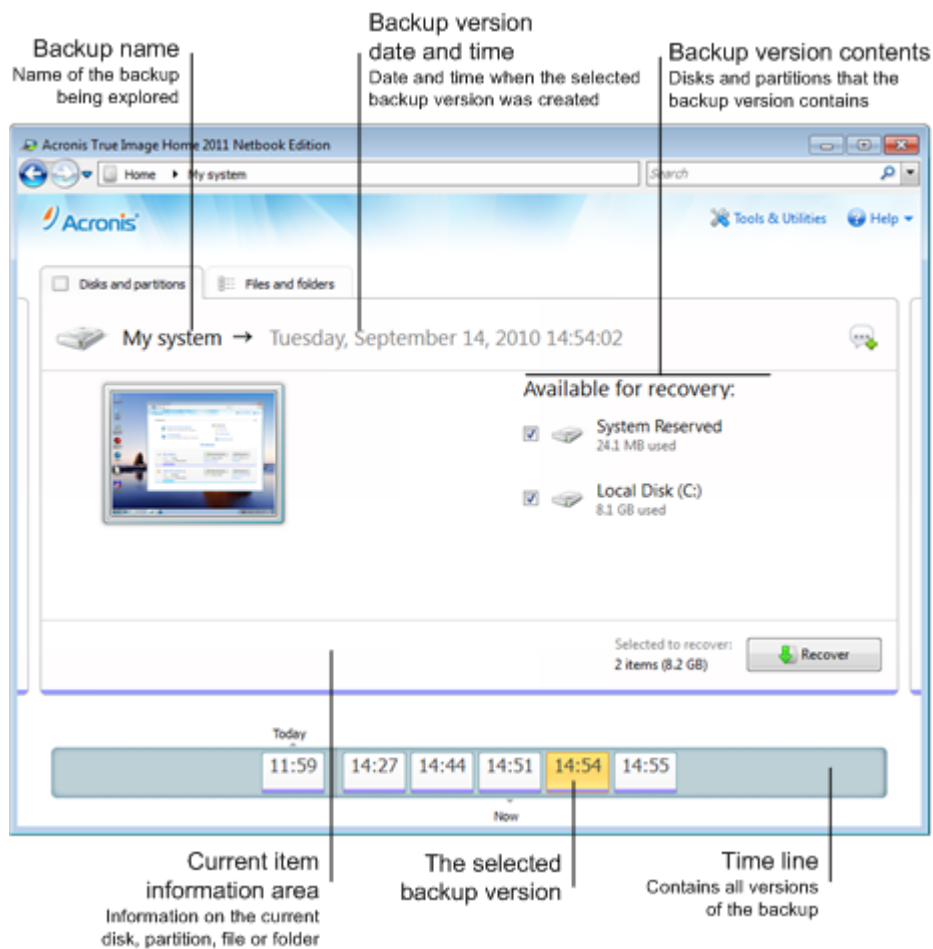 Backup name
Name of the backup
being explored
Backup version
date and time
Date and time when the selected
backup version was created
Backup version contents
Disks and partitions that the
backup version contains
Acronis True Image Home 2011 Netbook Edition
Home My system
Search
Acronis
Tools & Utilities Help
Disks and partitions Files and folders
My system → Tuesday, September 14, 2010 14:54:02
Available for recovery:
System Reserved
24.1 MB used
Local Disk (C:)
8.1 GB used
Selected to recover:
2 items (8.2 GB)
Recover
Today
11:59 14:27 14:44 14:51 14:54 14:55
Now
Current item
information area
Information on the current
disk, partition, file or folder
The selected
backup version
Time line
Contains all versions
of the backup